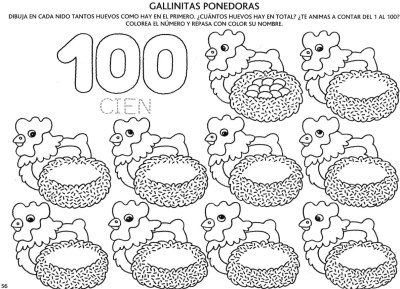 GALLINITAS PONEDORAS
DIBUJA EN CADA NIDO TANTOS HUEVOS COMO HAY EN EL PRIMERO. ¿CUÁNTOS HUEVOS HAY EN TOTAL? ¿TE ANIMAS A CONTAR DEL 1 AL 100?
COLOREA EL NÚMERO Y REPASA CON COLOR SU NOMBRE.
100
CIEN
56